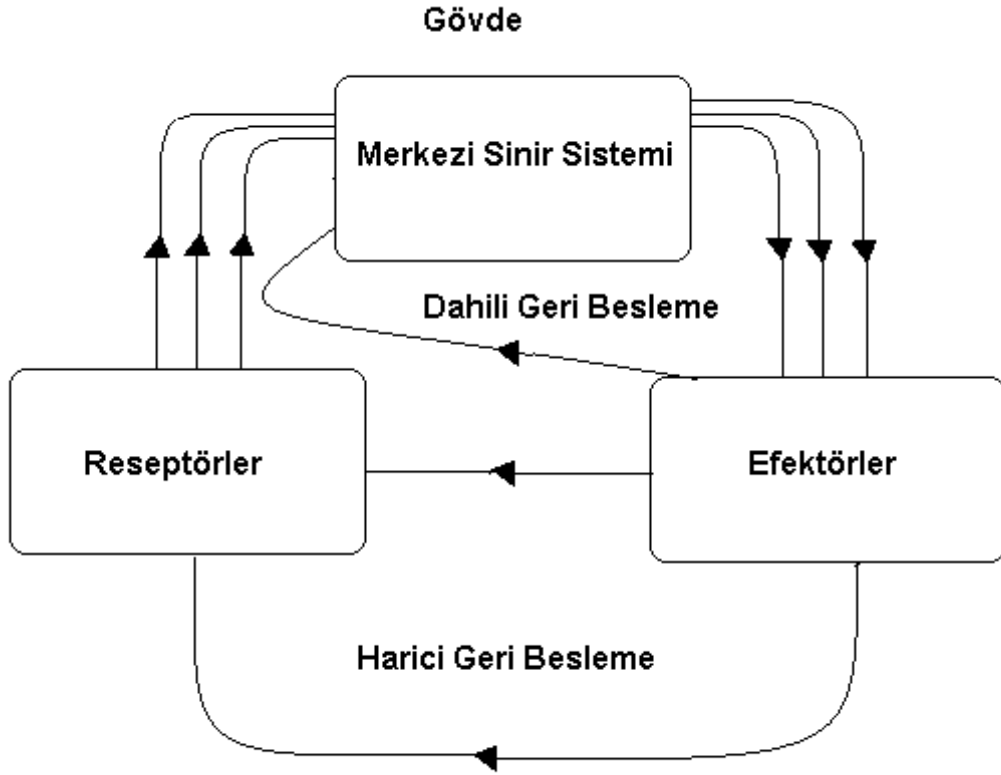 Gövde
Merkezi Sinir Sistemi
Dahili Geri Besleme
Reseptörler
Efektörler
Harici Geri Besleme